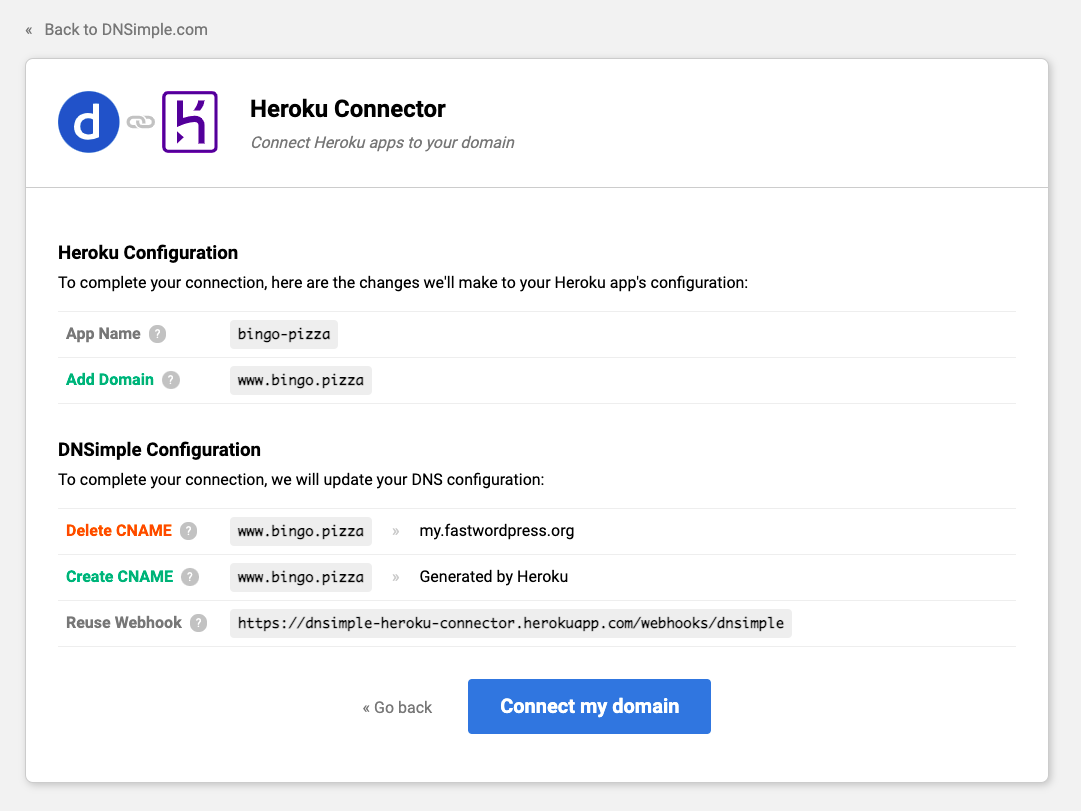 « Back to DNSimple.com
d
Heroku Connector
Connect Heroku apps to your domain
Heroku Configuration
To complete your connection, here are the changes we'll make to your Heroku app's configuration:
App Name ? bingo-pizza
Add Domain ? www.bingo.pizza
DNSimple Configuration
To complete your connection, we will update your DNS configuration:
Delete CNAME ? www.bingo.pizza » my.fastwordpress.org
Create CNAME ? www.bingo.pizza » Generated by Heroku
Reuse Webhook ? https://dnsimple-heroku-connector.herokuapp.com/webhooks/dnsimple
« Go back Connect my domain